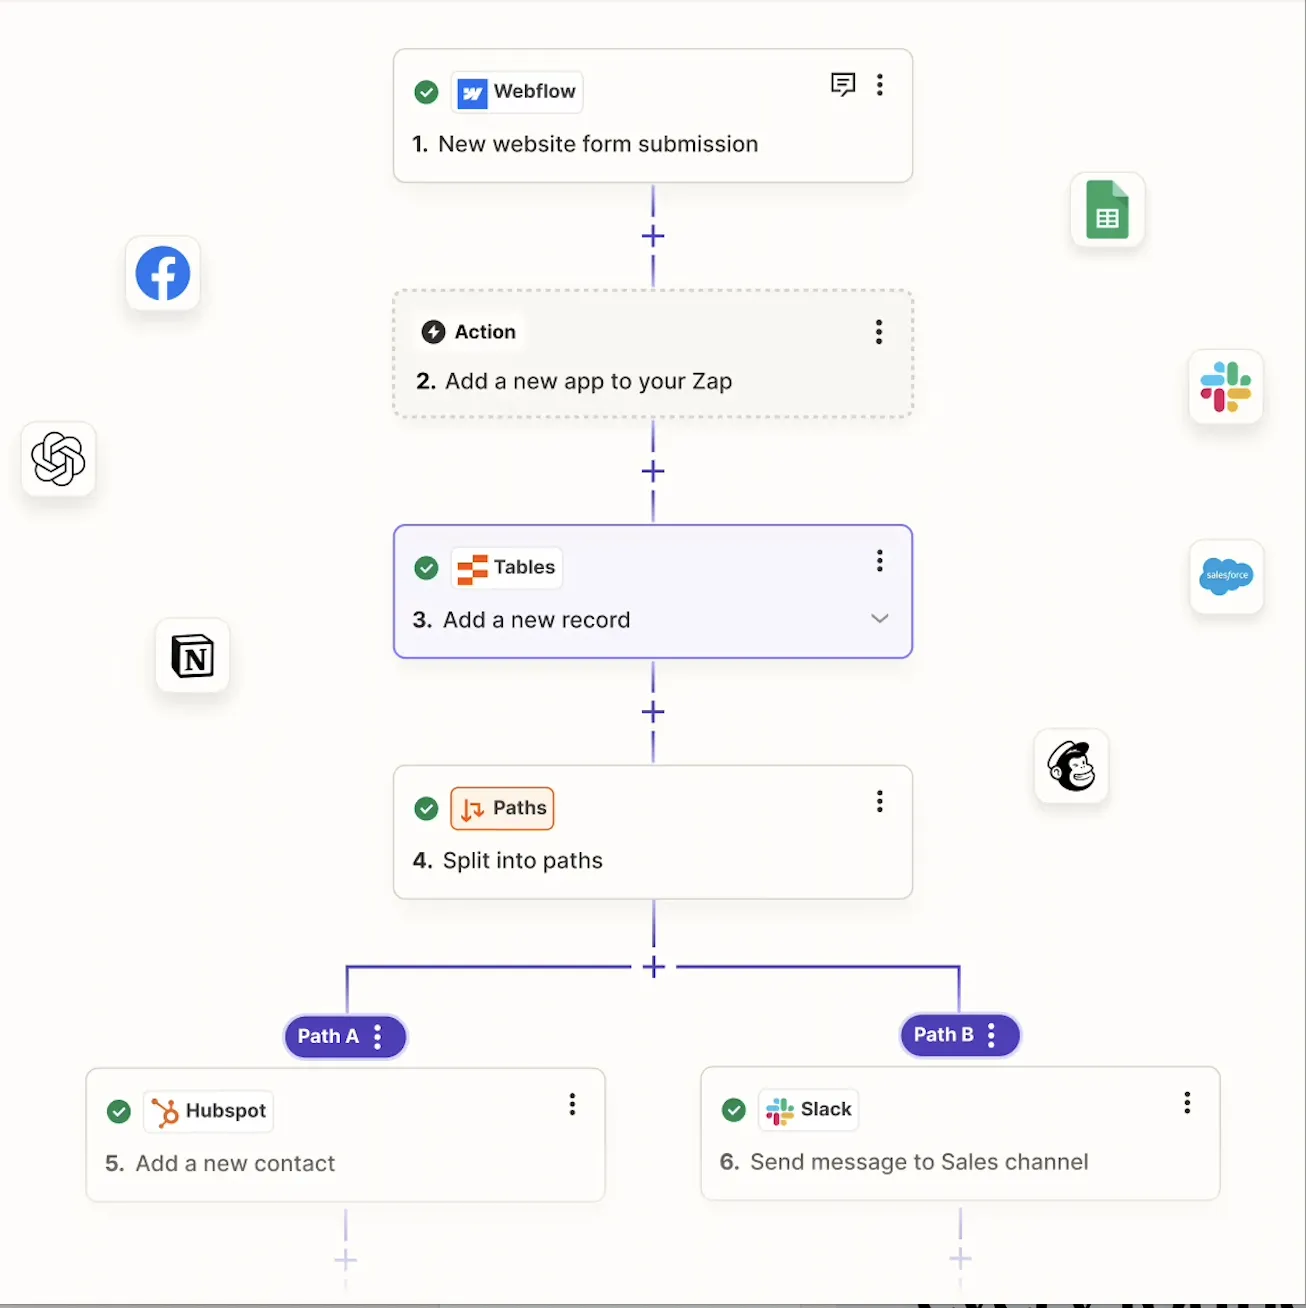 Webflow
1. New website form submission
Action
2. Add a new app to your Zap
Tables
3. Add a new record
salesforce
Paths
4. Split into paths
Path A
Path B
Hubspot
5. Add a new contact
Slack
6. Send message to Sales channel